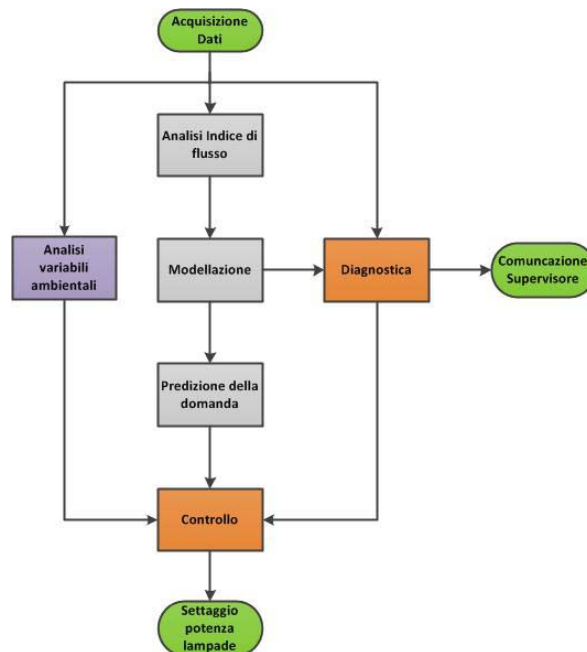 Acquisizione
Dati
Analisi Indice di
flusso
Analisi
variabili
ambientali
Modellazione
Diagnostica
Comuncazione
Supervisore
Predizione della
domanda
Controllo
Settaggio
potenza
lampade